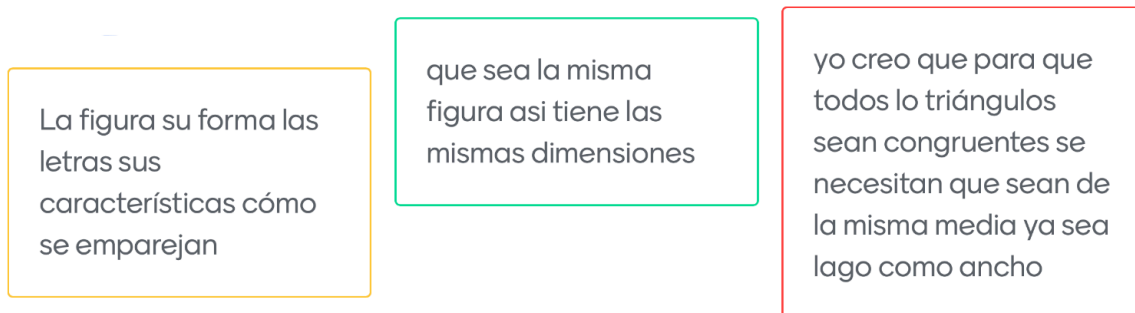 La figura su forma las
letras sus
características cómo
se emparejan
que sea la misma
figura asi tiene las
mismas dimensiones
yo creo que para que
todos lo triángulos
sean congruentes se
necesitan que sean de
la misma media ya sea
lago como ancho